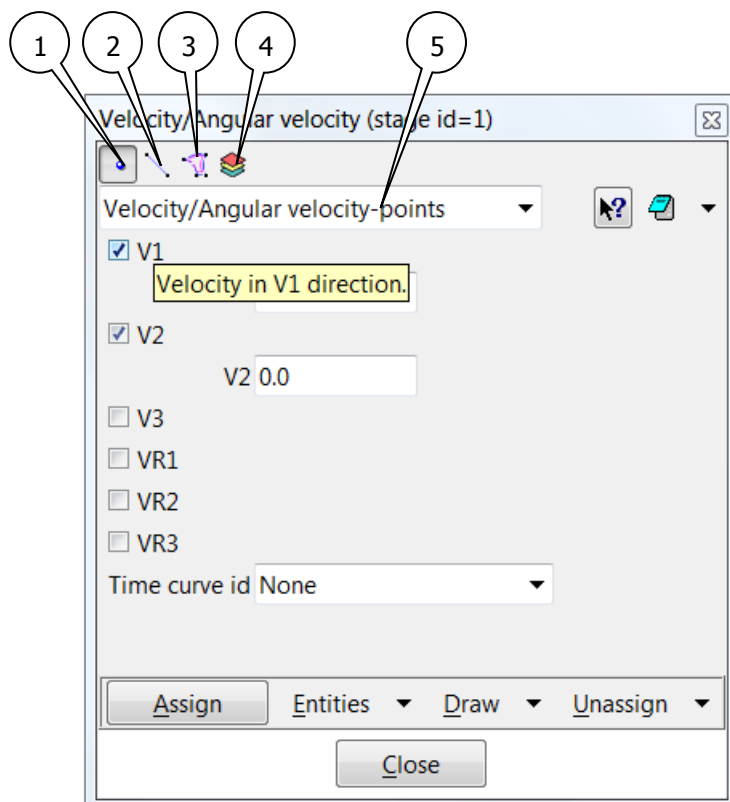 1 2 3 4 5
Velocity/Angular velocity (stage id=1)
Velocity/Angular velocity-points
V1
Velocity in V1 direction.
V2
V2 0.0
V3
VR1
VR2
VR3
Time curve id None
Assign Entities Draw Unassign
Close